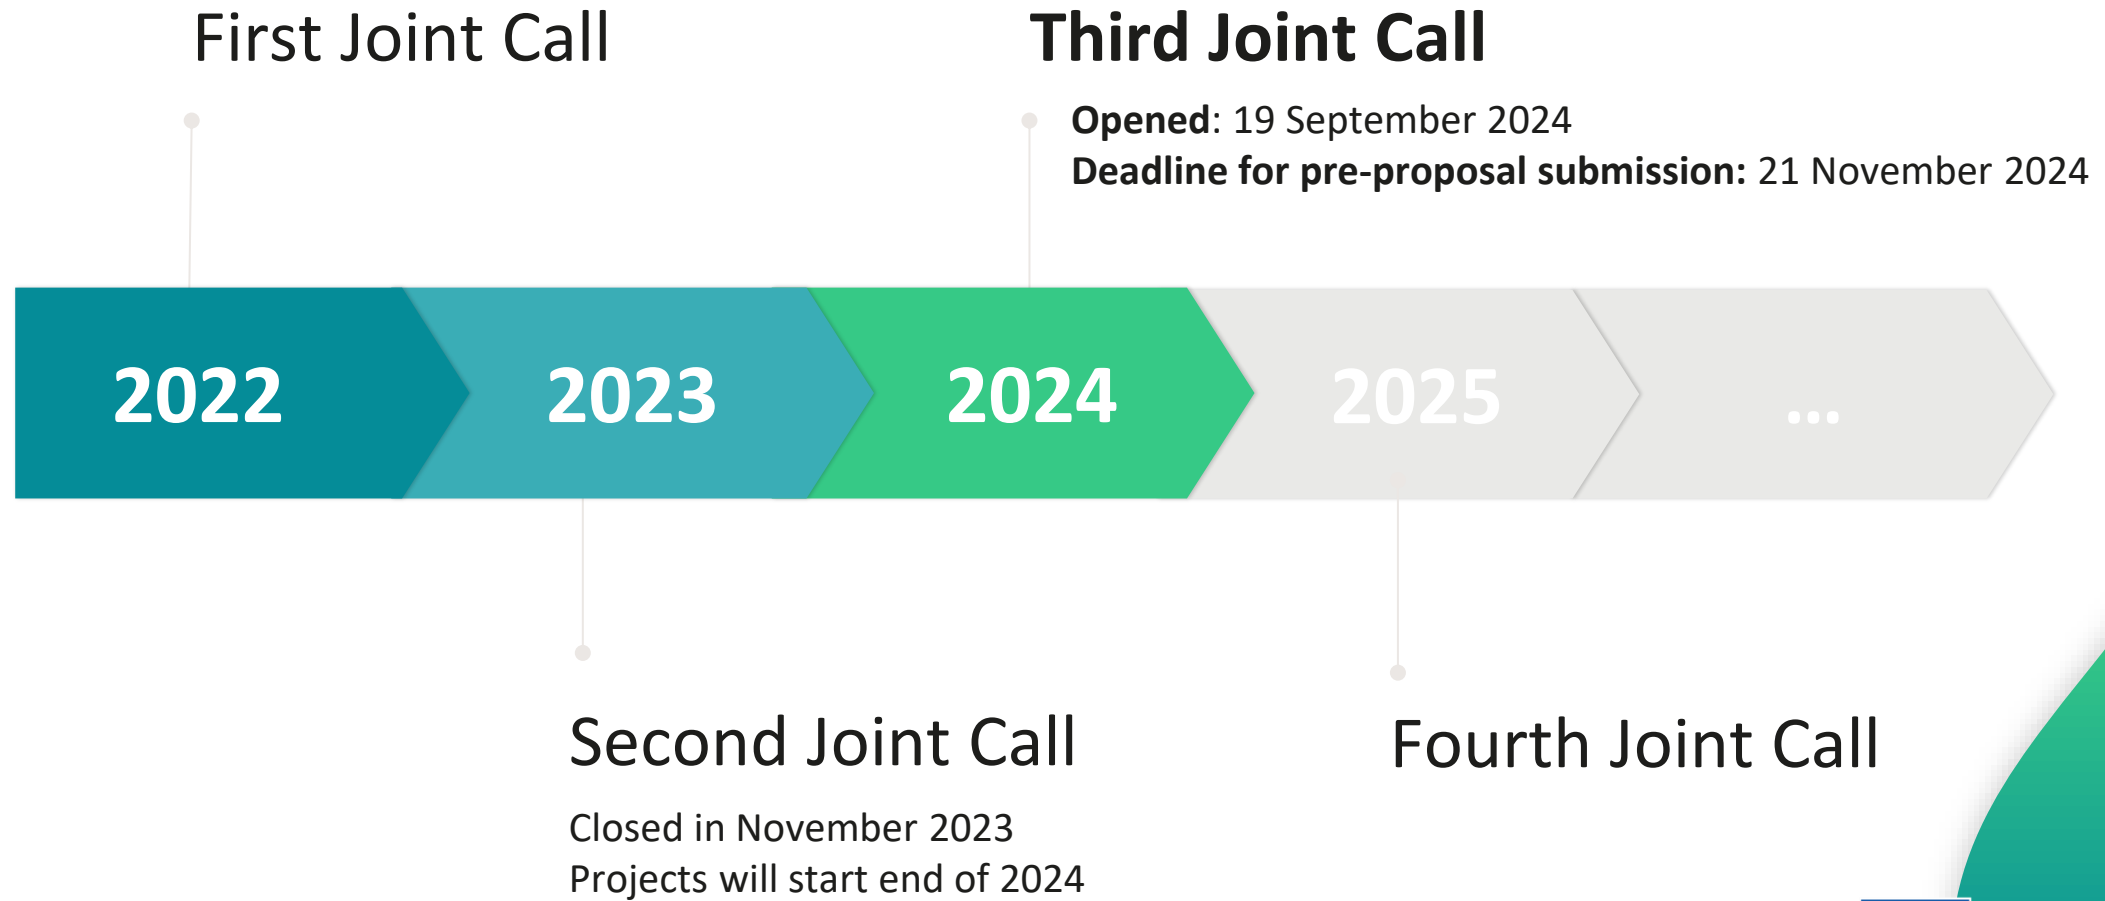 First Joint Call
Third Joint Call
Opened: 19 September 2024
Deadline for pre-proposal submission: 21 November 2024
2022
2023
2024
2025
...
Second Joint Call
Closed in November 2023
Projects will start end of 2024
Fourth Joint Call